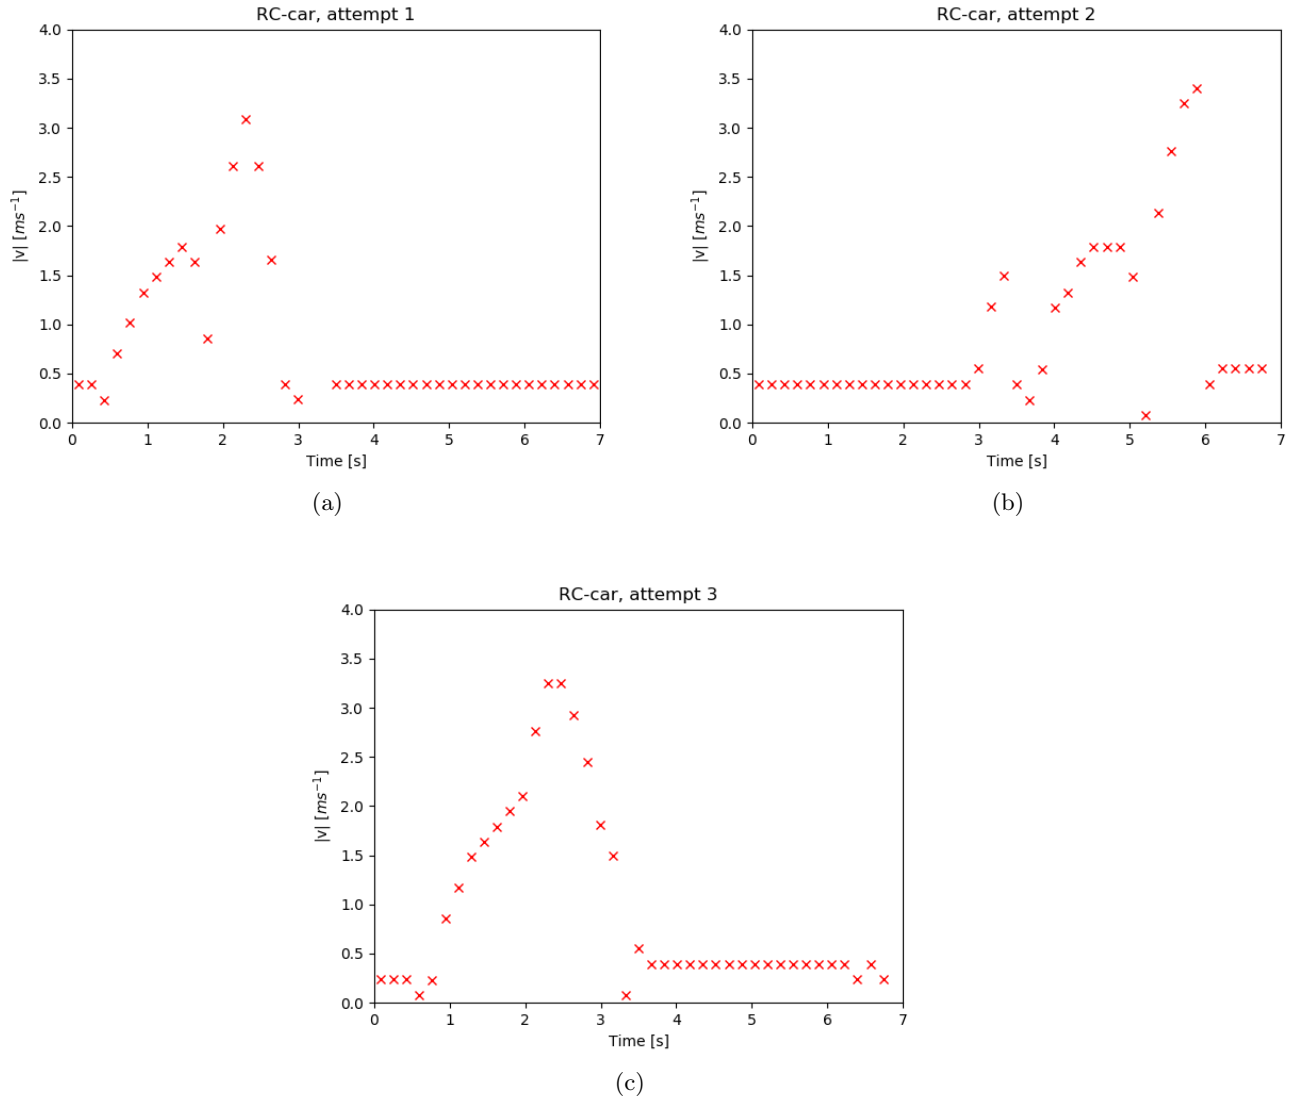 RC-car, attempt 1
4.0
3.5
3.0
2.5
2.0
1.5
1.0
0.5
0.0
|v| [ms⁻¹]
0 1 2 3 4 5 6 7
Time [s]
(a)
RC-car, attempt 2
4.0
3.5
3.0
2.5
2.0
1.5
1.0
0.5
0.0
|v| [ms⁻¹]
0 1 2 3 4 5 6 7
Time [s]
(b)
RC-car, attempt 3
4.0
3.5
3.0
2.5
2.0
1.5
1.0
0.5
0.0
|v| [ms⁻¹]
0 1 2 3 4 5 6 7
Time [s]
(c)